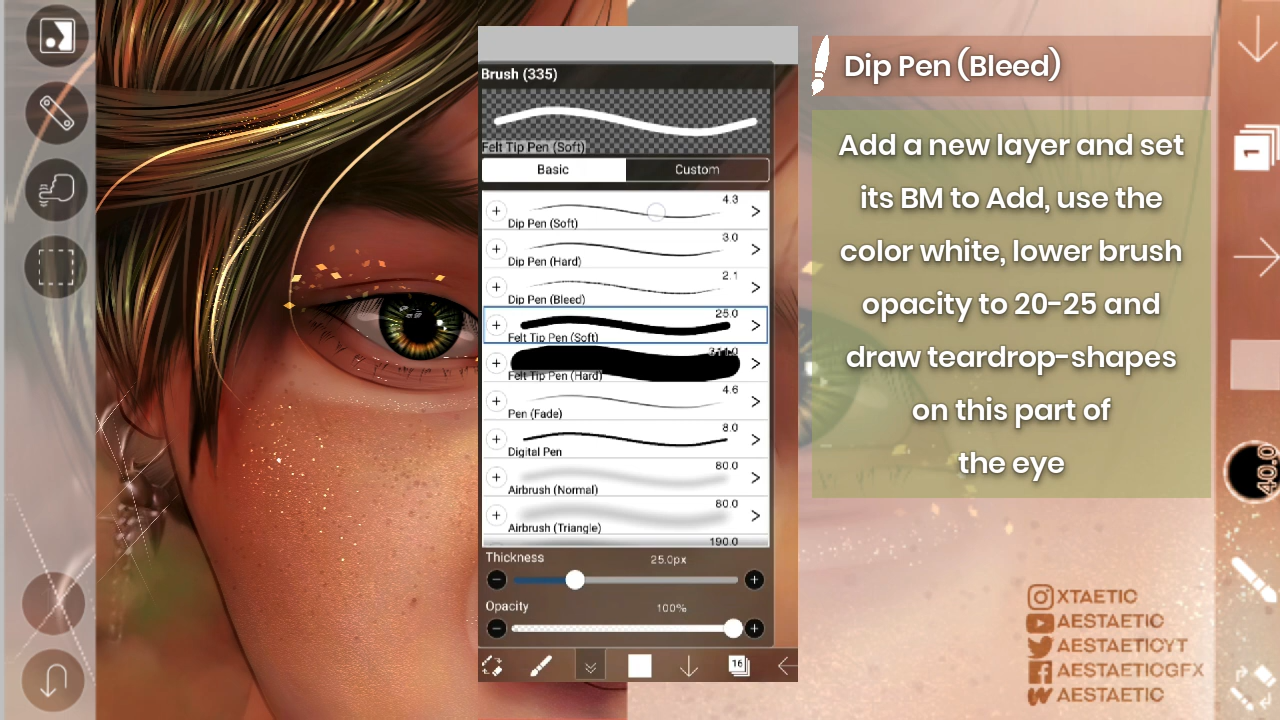 Brush (335)
Felt Tip Pen (Soft)
Basic
Custom
4.3
Dip Pen (Soft)
3.0
Dip Pen (Hard)
2.1
Dip Pen (Bleed)
25.0
Felt Tip Pen (Soft)
311.0
Felt Tip Pen (Hard)
4.6
Pen (Fade)
8.0
Digital Pen
80.0
Airbrush (Normal)
80.0
Airbrush (Triangle)
190.0
Thickness
25.0px
Opacity
100%
16
Dip Pen (Bleed)
Add a new layer and set
its BM to Add, use the
color white, lower brush
opacity to 20-25 and
draw teardrop-shapes
on this part of
the eye
1
40.0
XTAETIC
AESTAETIC
AESTAETICYT
AESTAETICGFX
AESTAETIC